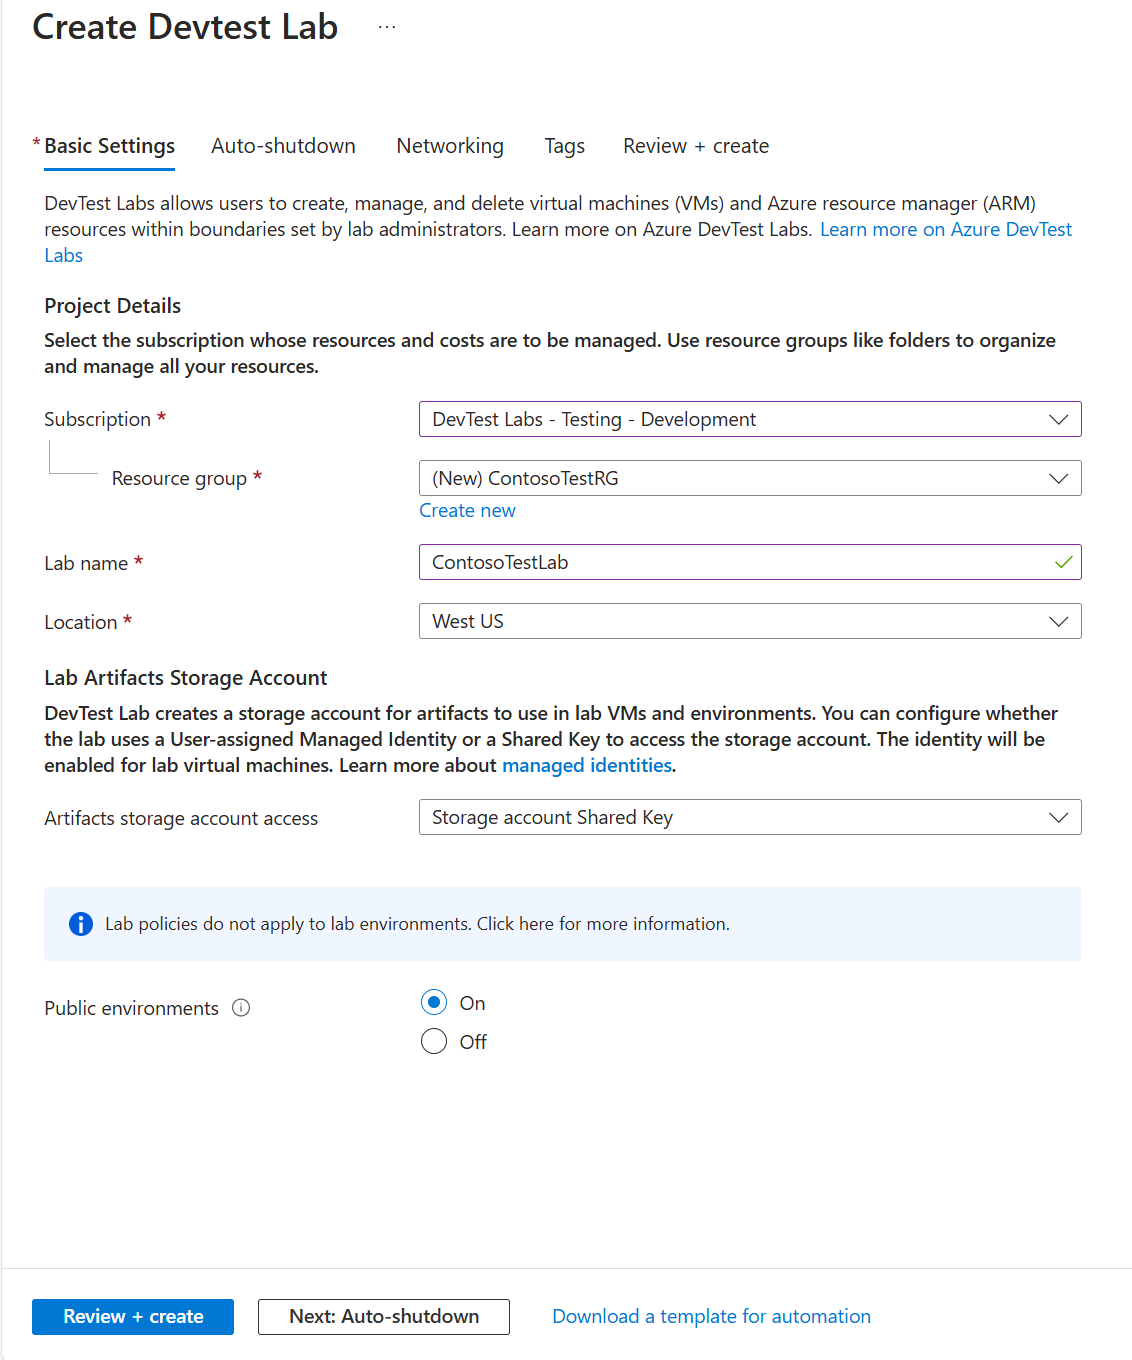 Create Devtest Lab ...
* Basic Settings Auto-shutdown Networking Tags Review + create
DevTest Labs allows users to create, manage, and delete virtual machines (VMs) and Azure resource manager (ARM)
resources within boundaries set by lab administrators. Learn more on Azure DevTest Labs. Learn more on Azure DevTest
Labs
Project Details
Select the subscription whose resources and costs are to be managed. Use resource groups like folders to organize
and manage all your resources.
Subscription * DevTest Labs - Testing - Development
Resource group * (New) ContosoTestRG
Create new
Lab name * ContosoTestLab
Location * West US
Lab Artifacts Storage Account
DevTest Lab creates a storage account for artifacts to use in lab VMs and environments. You can configure whether
the lab uses a User-assigned Managed Identity or a Shared Key to access the storage account. The identity will be
enabled for lab virtual machines. Learn more about managed identities.
Artifacts storage account access Storage account Shared Key
Lab policies do not apply to lab environments. Click here for more information.
Public environments On
Off
Review + create Next: Auto-shutdown Download a template for automation